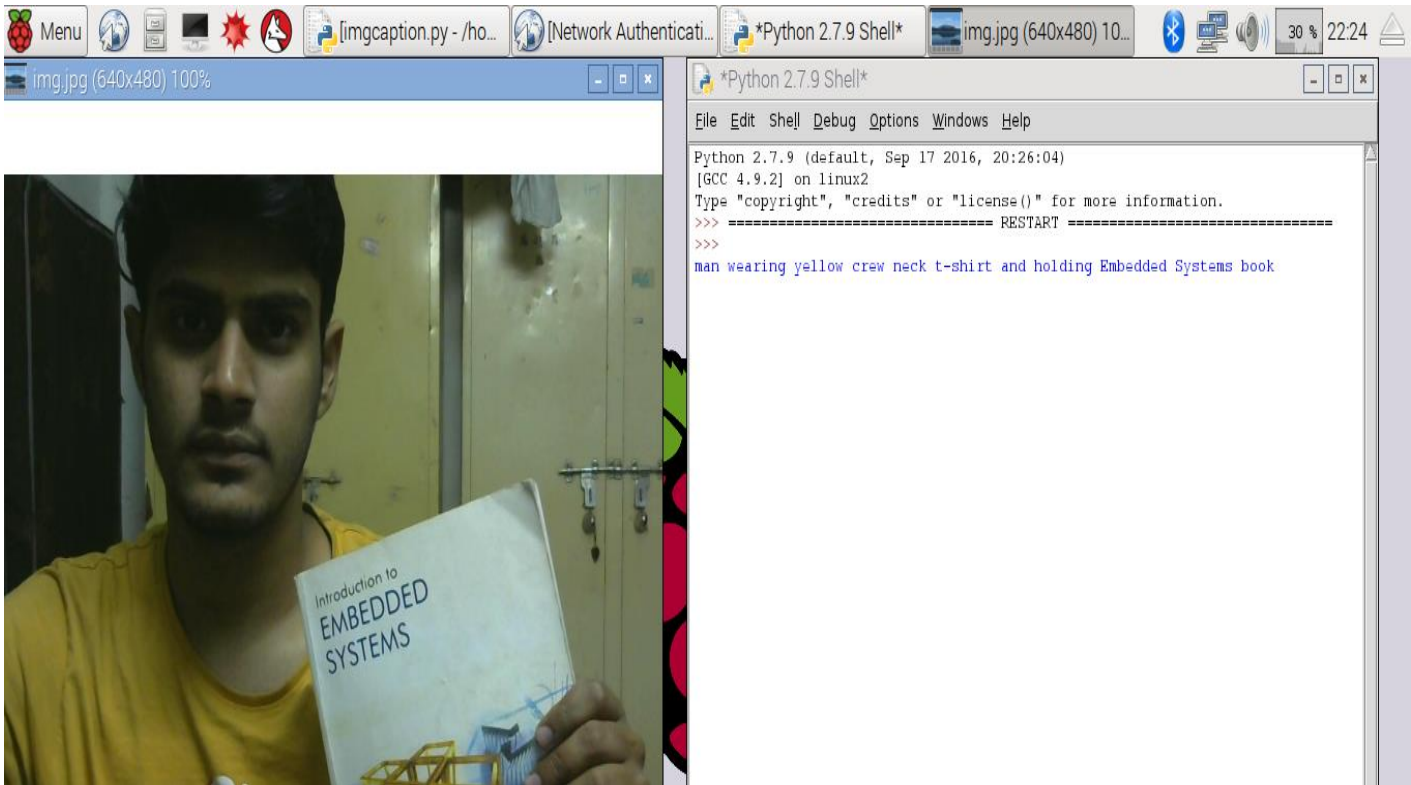 Menu
[imgcaption.py - /ho...
[Network Authenticati...
*Python 2.7.9 Shell*
img.jpg (640x480) 10...
30 %
22:24
img.jpg (640x480) 100%
Introduction to
EMBEDDED
SYSTEMS
*Python 2.7.9 Shell*
File Edit Shell Debug Options Windows Help
Python 2.7.9 (default, Sep 17 2016, 20:26:04)
[GCC 4.9.2] on linux2
Type "copyright", "credits" or "license()" for more information.
>>> ================================ RESTART ================================
>>>
man wearing yellow crew neck t-shirt and holding Embedded Systems book